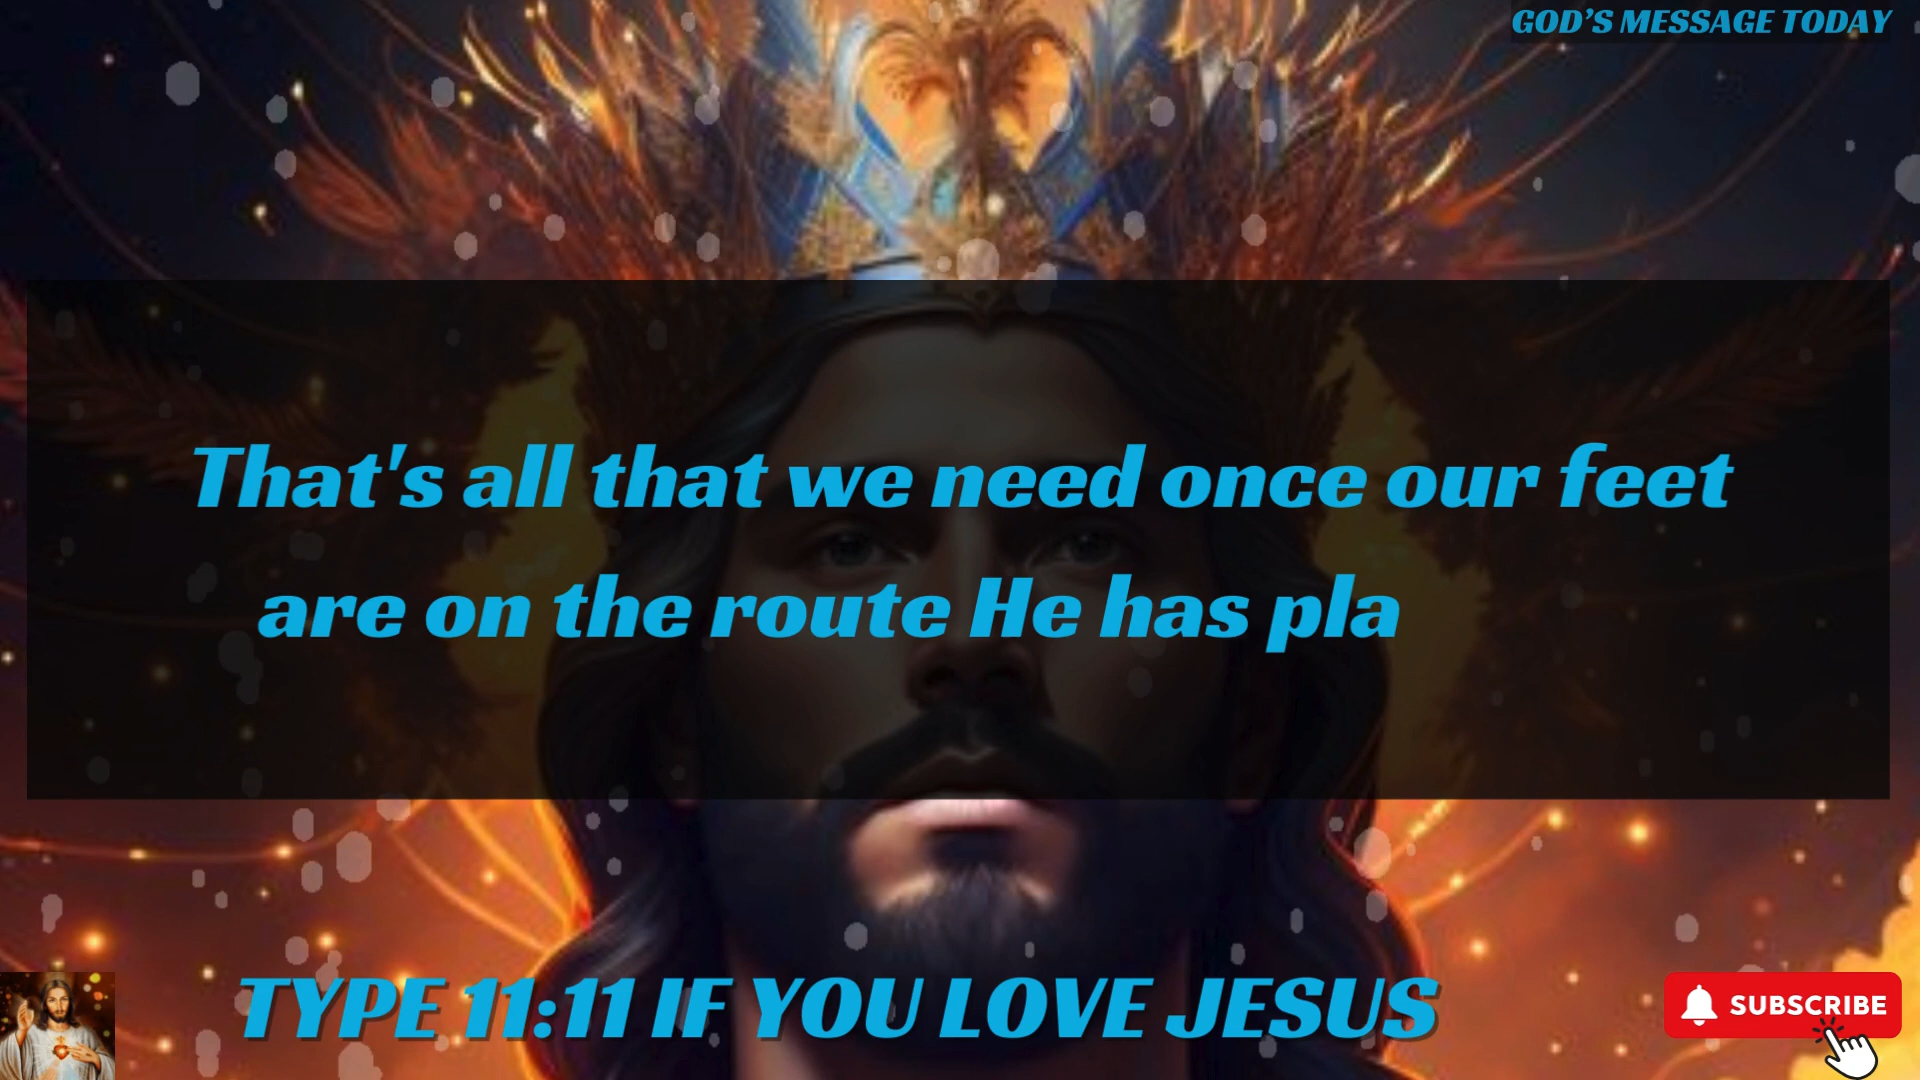 GOD’S MESSAGE TODAY
That's all that we need once our feet
are on the route He has pla
TYPE 11:11 IF YOU LOVE JESUS
SUBSCRIBE